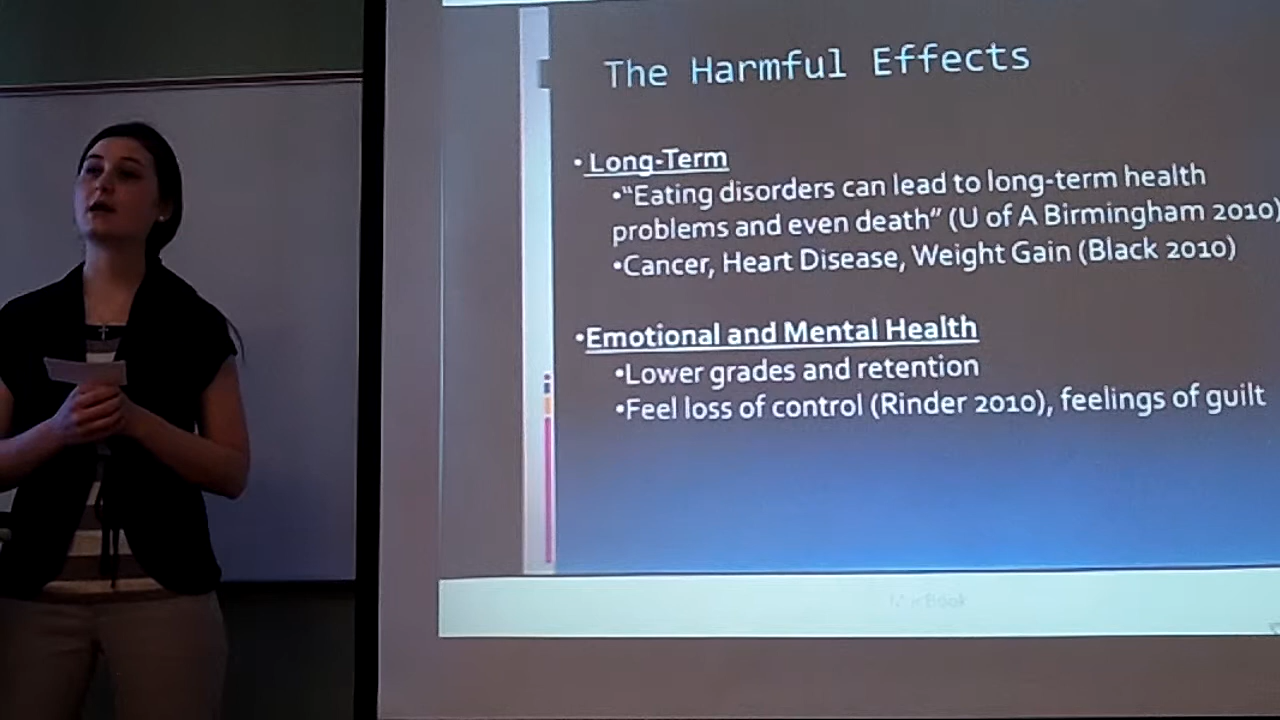 The Harmful Effects
• Long-Term
•"Eating disorders can lead to long-term health
problems and even death" (U of A Birmingham 2010)
•Cancer, Heart Disease, Weight Gain (Black 2010)
•Emotional and Mental Health
•Lower grades and retention
•Feel loss of control (Rinder 2010), feelings of guilt
MacBook